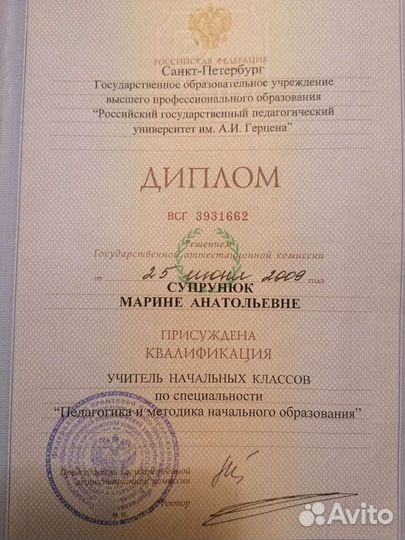 РОССИЙСКАЯ ФЕДЕРАЦИЯ
Санкт-Петербург
Государственное образовательное учреждение
высшего профессионального образования
"Российский государственный педагогический
университет им. А.И. Герцена"
ДИПЛОМ
ВСГ 3931662
Решением
Государственной аттестационной комиссии
от 25 июня 2009 года
СУПРУНЮК
МАРИНЕ АНАТОЛЬЕВНЕ
ПРИСУЖДЕНА
КВАЛИФИКАЦИЯ
УЧИТЕЛЬ НАЧАЛЬНЫХ КЛАССОВ
по специальности
"Педагогика и методика начального образования"
Председатель Государственной
аттестационной комиссии
Ректор
М.П.
Avito